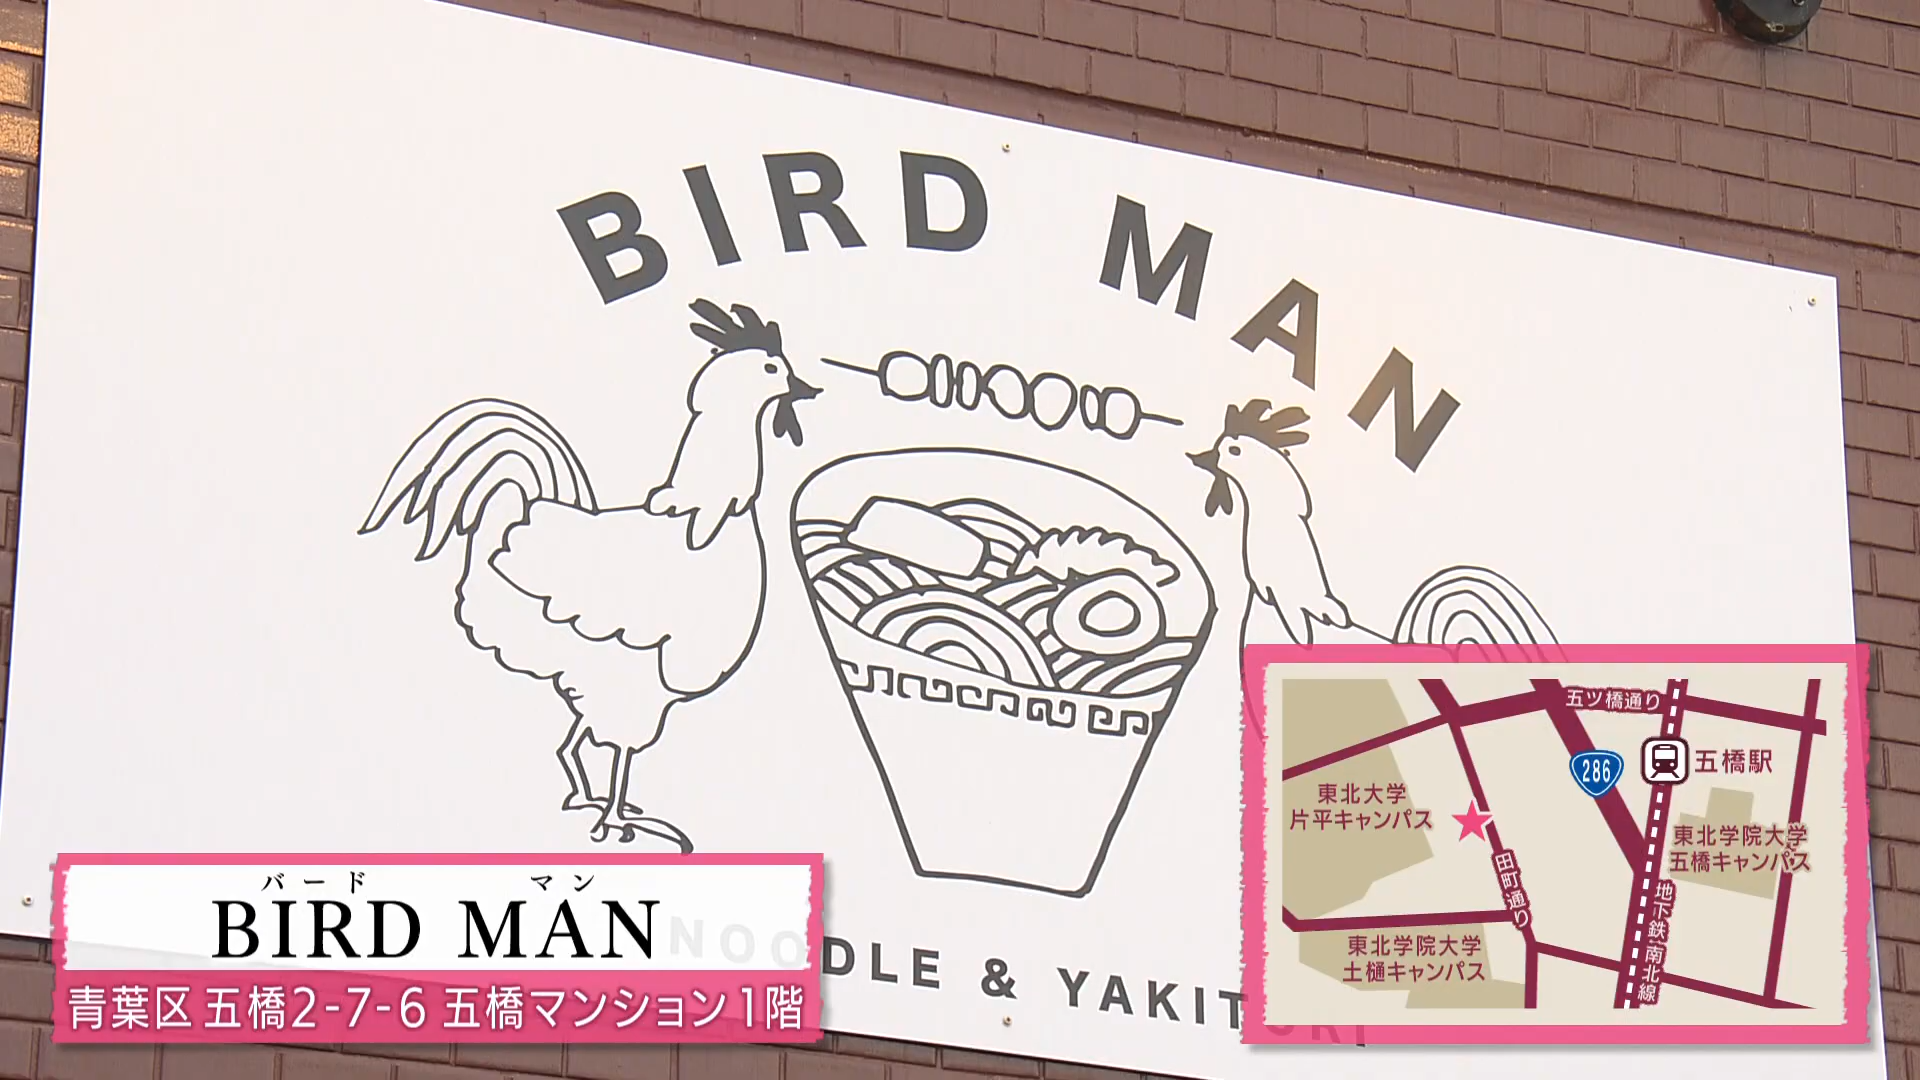 BIRD MAN
NOODLE & YAKITORI
バード マン
BIRD MAN
青葉区 五橋2-7-6 五橋マンション1階
五ツ橋通り
286
五橋駅
東北大学
片平キャンパス
東北学院大学
五橋キャンパス
田町通り
地下鉄南北線
東北学院大学
土樋キャンパス